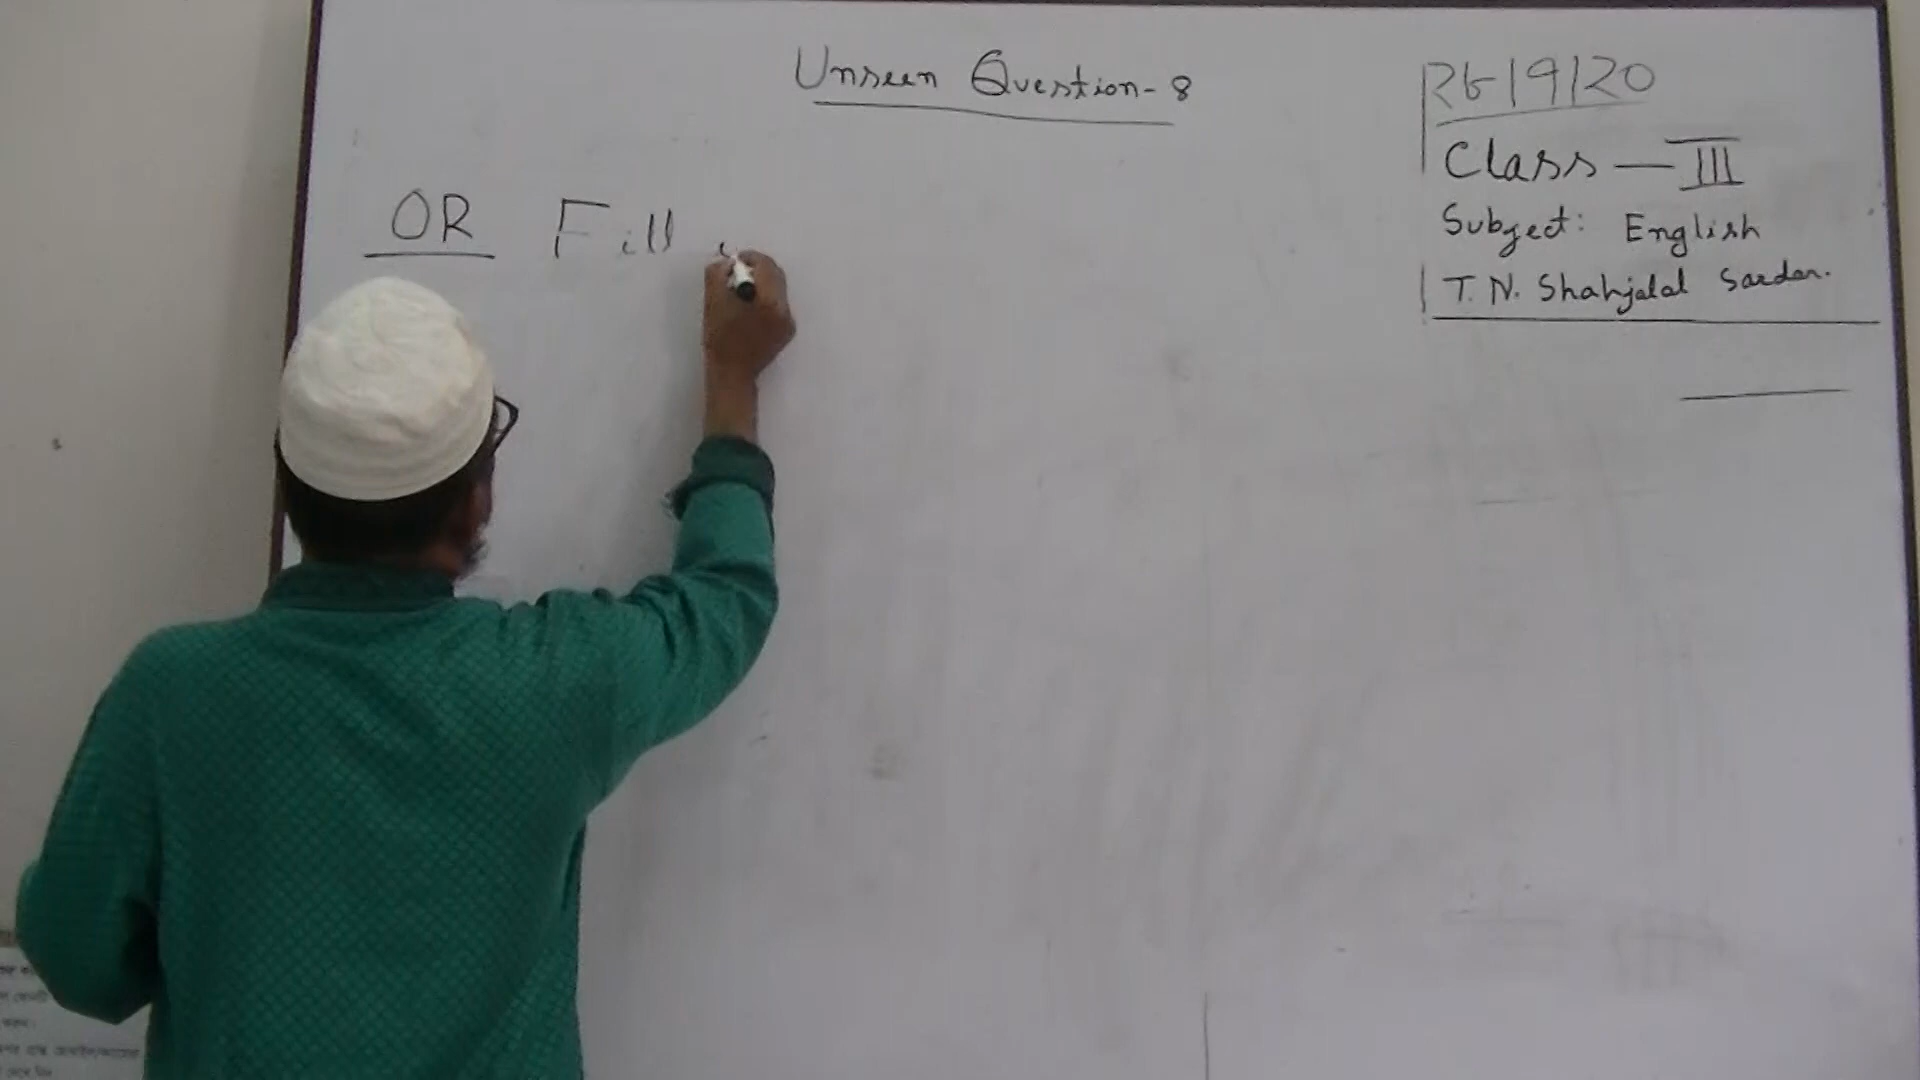 Unseen Question- 8
26/9/20
Class — III
Subject: English
T. N. Shahjalal Sardar.
OR Fill